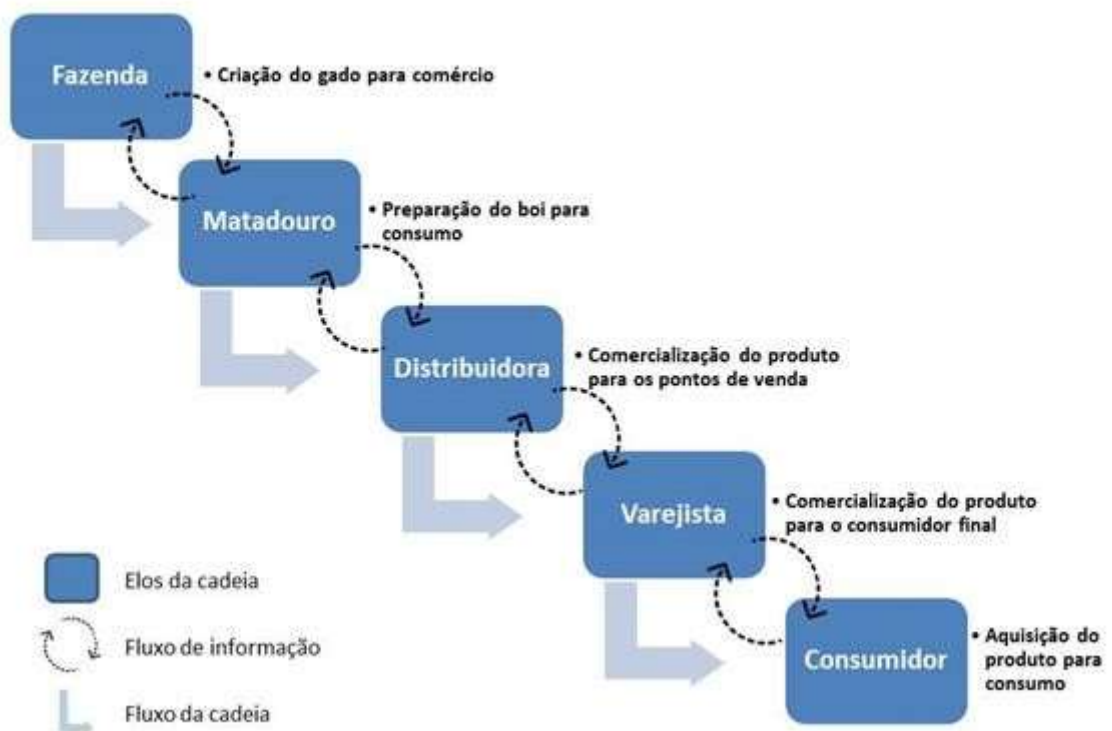 Fazenda
• Criação do gado para comércio
Matadouro
• Preparação do boi para
consumo
Distribuidora
• Comercialização do produto
para os pontos de venda
Varejista
• Comercialização do produto
para o consumidor final
Consumidor
• Aquisição do
produto para
consumo
Elos da cadeia
Fluxo de informação
Fluxo da cadeia